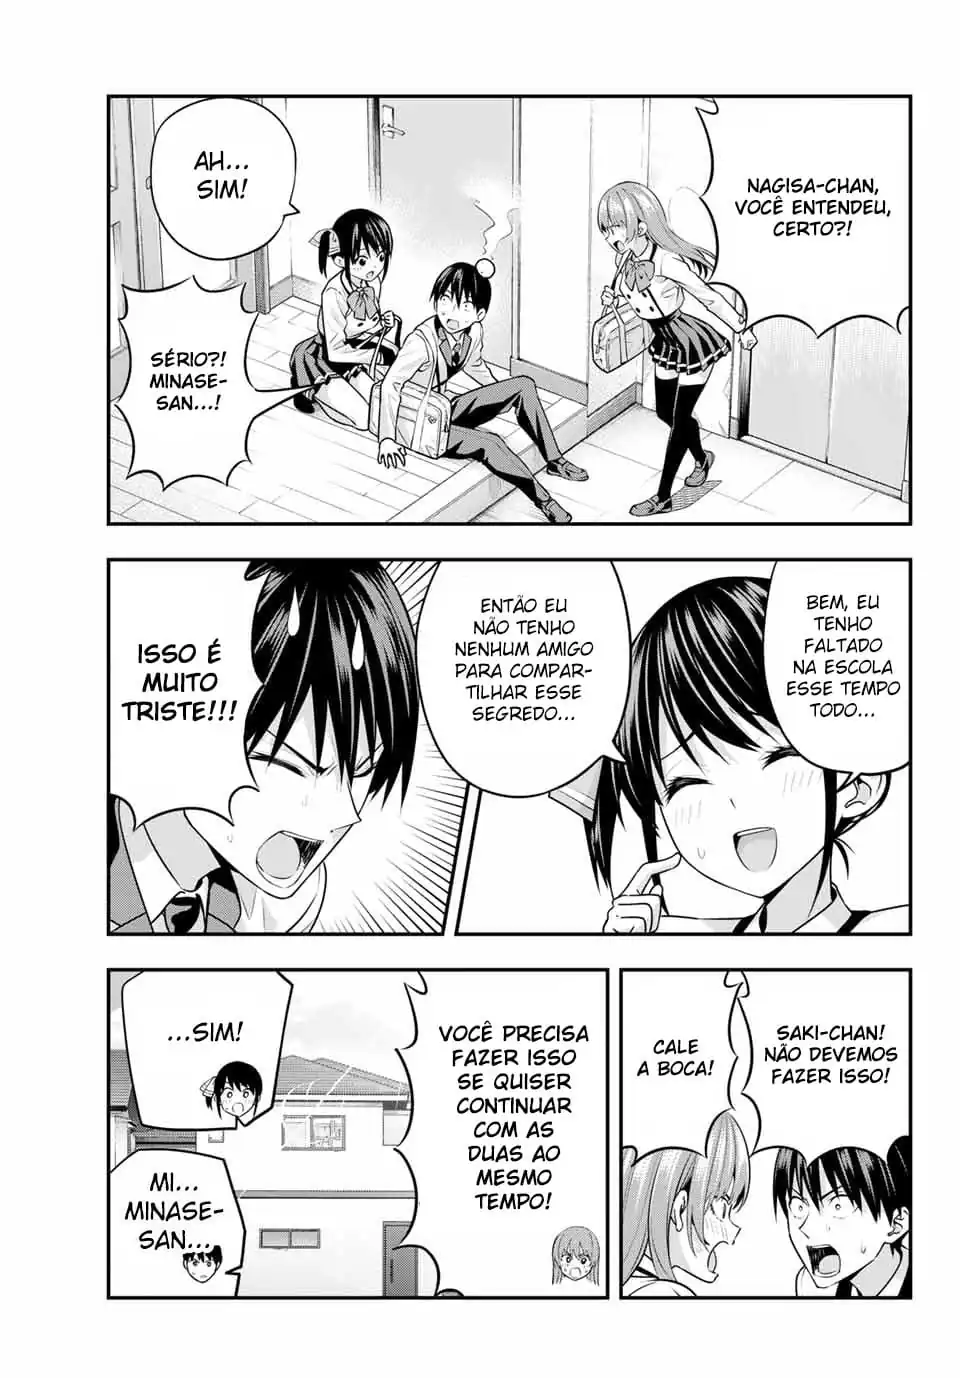 NAGISA-CHAN,
VOCÊ ENTENDEU,
CERTO?!
AH...
SIM!
SÉRIO?!
MINASE-
SAN...!
BEM, EU
TENHO
FALTADO
NA ESCOLA
ESSE TEMPO
TODO...
ENTÃO EU
NÃO TENHO
NENHUM AMIGO
PARA COMPAR-
TILHAR ESSE
SEGREDO...
ISSO É
MUITO
TRISTE!!!
SAKI-CHAN!
NÃO DEVEMOS
FAZER ISSO!
CALE
A BOCA!
VOCÊ PRECISA
FAZER ISSO
SE QUISER
CONTINUAR
COM AS
DUAS AO
MESMO
TEMPO!
...SIM!
MI...
MINASE-
SAN...